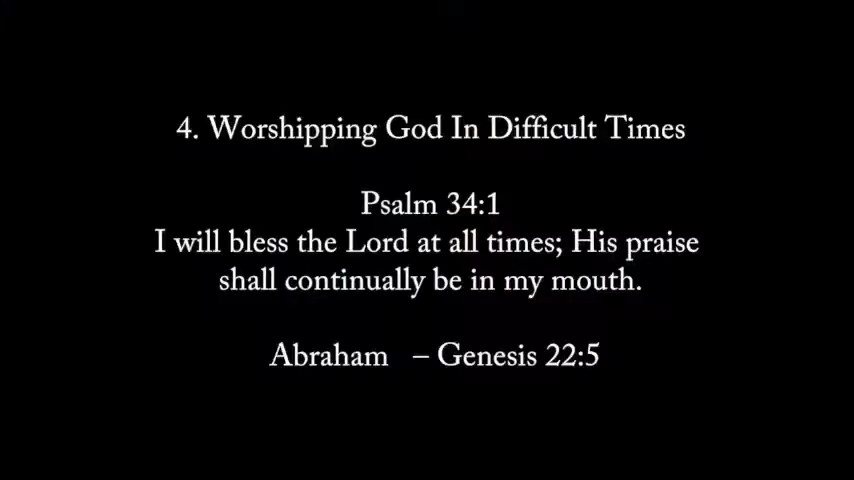 4. Worshipping God In Difficult Times
Psalm 34:1
I will bless the Lord at all times; His praise
shall continually be in my mouth.
Abraham – Genesis 22:5